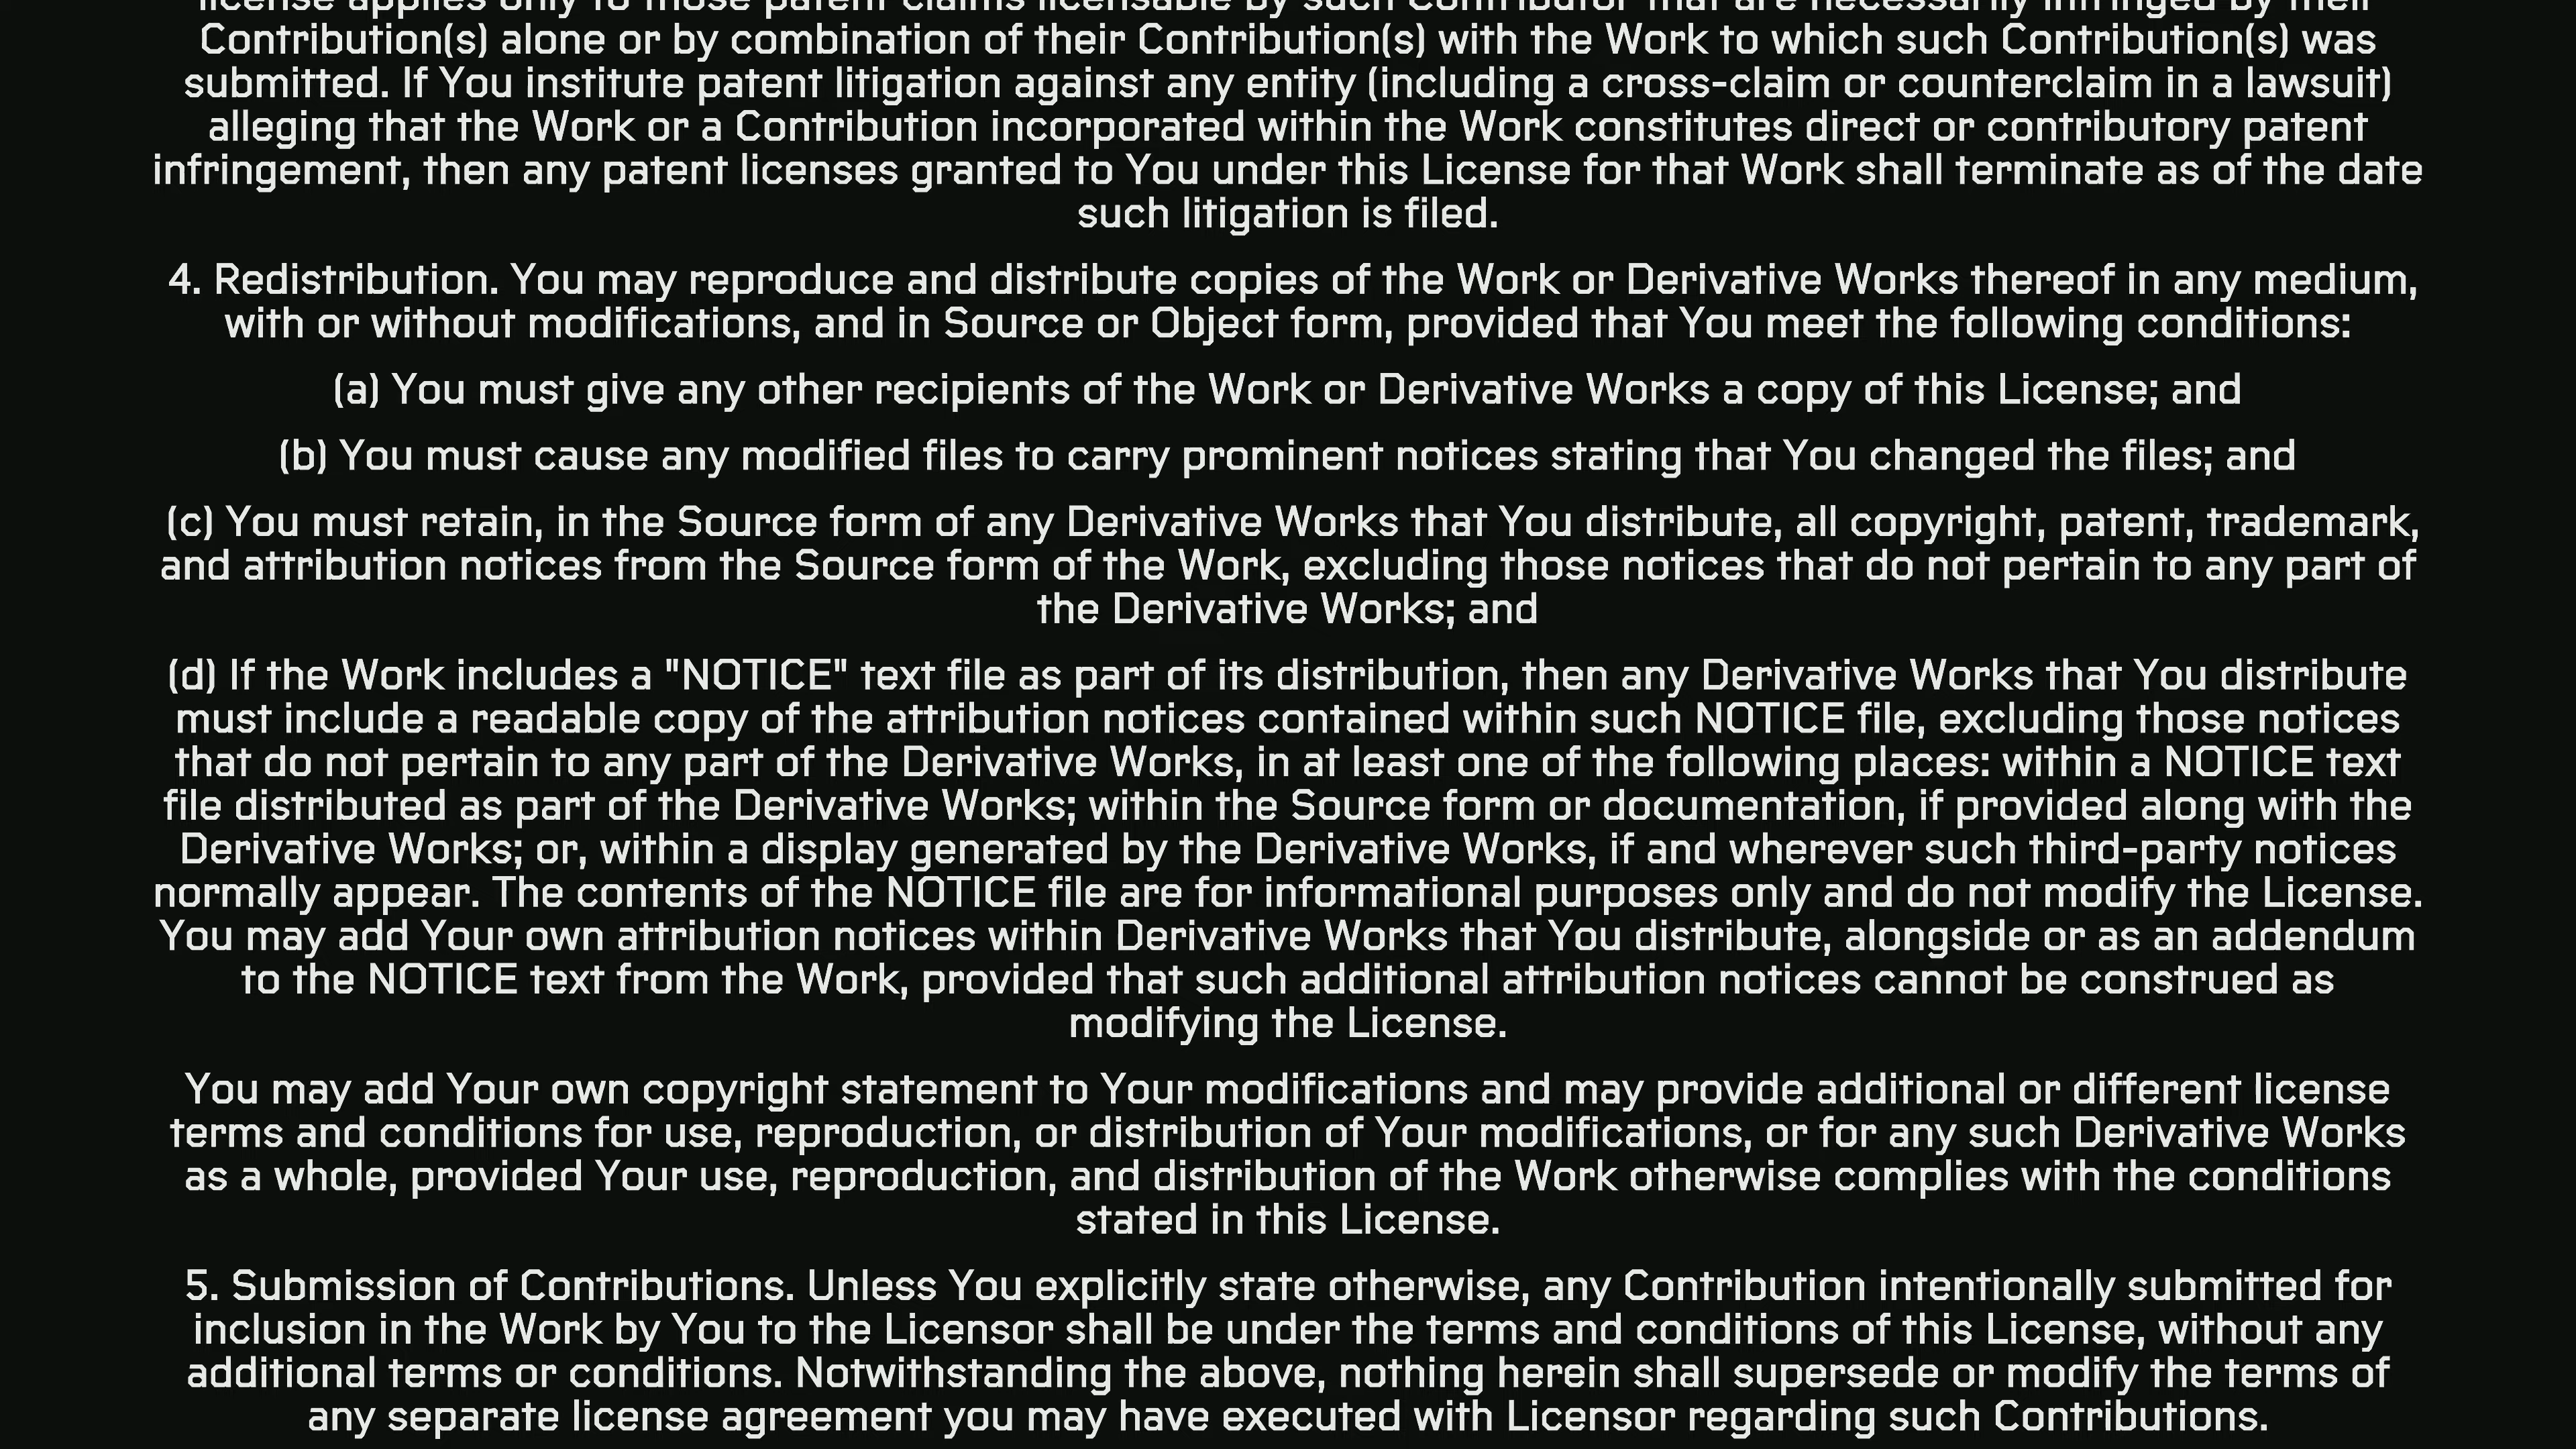 license applies only to those patent claims licensable by such Contributor that are necessarily infringed by their
Contribution(s) alone or by combination of their Contribution(s) with the Work to which such Contribution(s) was
submitted. If You institute patent litigation against any entity (including a cross-claim or counterclaim in a lawsuit)
alleging that the Work or a Contribution incorporated within the Work constitutes direct or contributory patent
infringement, then any patent licenses granted to You under this License for that Work shall terminate as of the date
such litigation is filed.
4. Redistribution. You may reproduce and distribute copies of the Work or Derivative Works thereof in any medium,
with or without modifications, and in Source or Object form, provided that You meet the following conditions:
(a) You must give any other recipients of the Work or Derivative Works a copy of this License; and
(b) You must cause any modified files to carry prominent notices stating that You changed the files; and
(c) You must retain, in the Source form of any Derivative Works that You distribute, all copyright, patent, trademark,
and attribution notices from the Source form of the Work, excluding those notices that do not pertain to any part of
the Derivative Works; and
(d) If the Work includes a "NOTICE" text file as part of its distribution, then any Derivative Works that You distribute
must include a readable copy of the attribution notices contained within such NOTICE file, excluding those notices
that do not pertain to any part of the Derivative Works, in at least one of the following places: within a NOTICE text
file distributed as part of the Derivative Works; within the Source form or documentation, if provided along with the
Derivative Works; or, within a display generated by the Derivative Works, if and wherever such third-party notices
normally appear. The contents of the NOTICE file are for informational purposes only and do not modify the License.
You may add Your own attribution notices within Derivative Works that You distribute, alongside or as an addendum
to the NOTICE text from the Work, provided that such additional attribution notices cannot be construed as
modifying the License.
You may add Your own copyright statement to Your modifications and may provide additional or different license
terms and conditions for use, reproduction, or distribution of Your modifications, or for any such Derivative Works
as a whole, provided Your use, reproduction, and distribution of the Work otherwise complies with the conditions
stated in this License.
5. Submission of Contributions. Unless You explicitly state otherwise, any Contribution intentionally submitted for
inclusion in the Work by You to the Licensor shall be under the terms and conditions of this License, without any
additional terms or conditions. Notwithstanding the above, nothing herein shall supersede or modify the terms of
any separate license agreement you may have executed with Licensor regarding such Contributions.